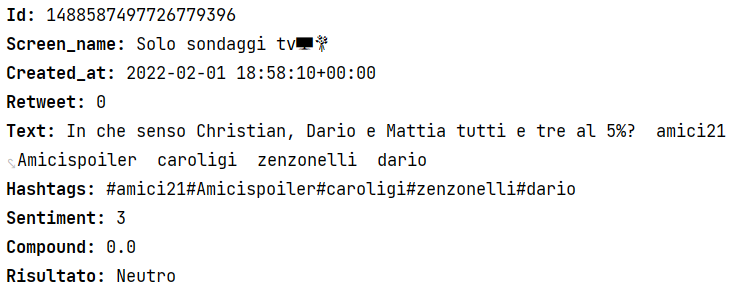 Id: 1488587497726779396
Screen_name: Solo sondaggi tv🖥️💐
Created_at: 2022-02-01 18:58:10+00:00
Retweet: 0
Text: In che senso Christian, Dario e Mattia tutti e tre al 5%?  amici21
Amicispoiler  caroligi  zenzonelli  dario
Hashtags: #amici21#Amicispoiler#caroligi#zenzonelli#dario
Sentiment: 3
Compound: 0.0
Risultato: Neutro